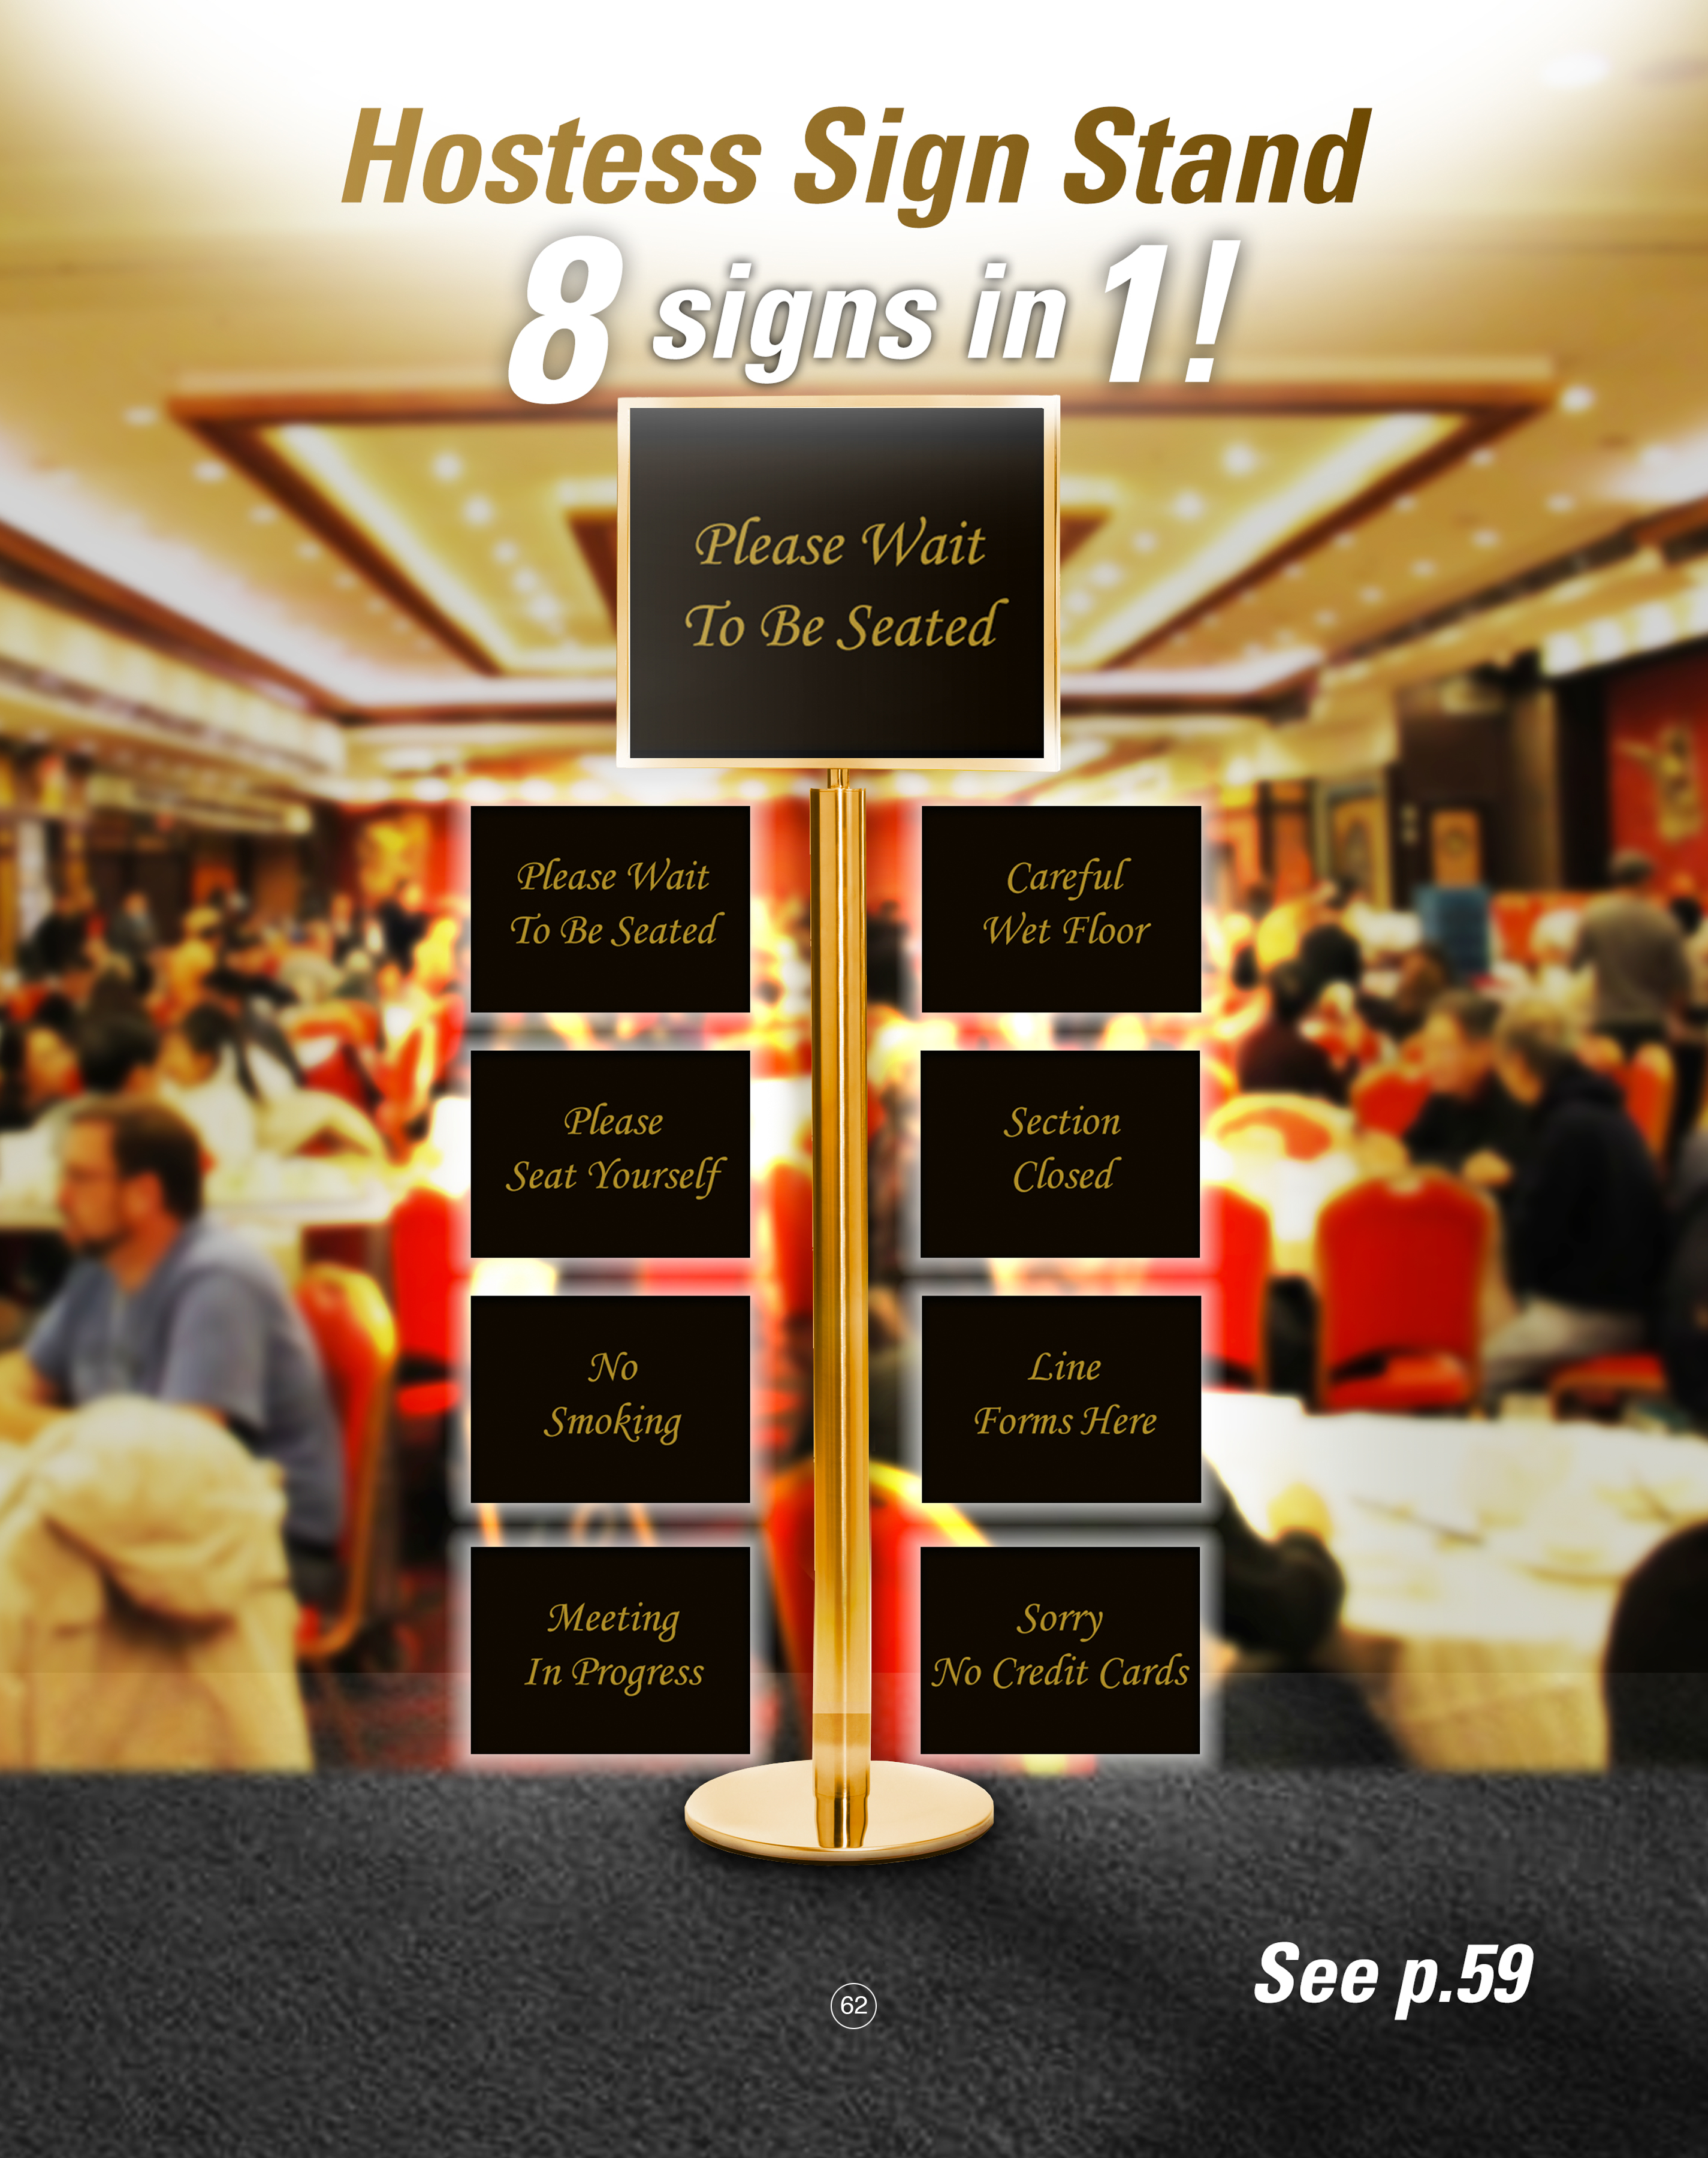 Hostess Sign Stand
8 signs in 1!
Please Wait
To Be Seated
Please Wait
To Be Seated
Careful
Wet Floor
Please
Seat Yourself
Section
Closed
No
Smoking
Line
Forms Here
Meeting
In Progress
Sorry
No Credit Cards
See p.59
62